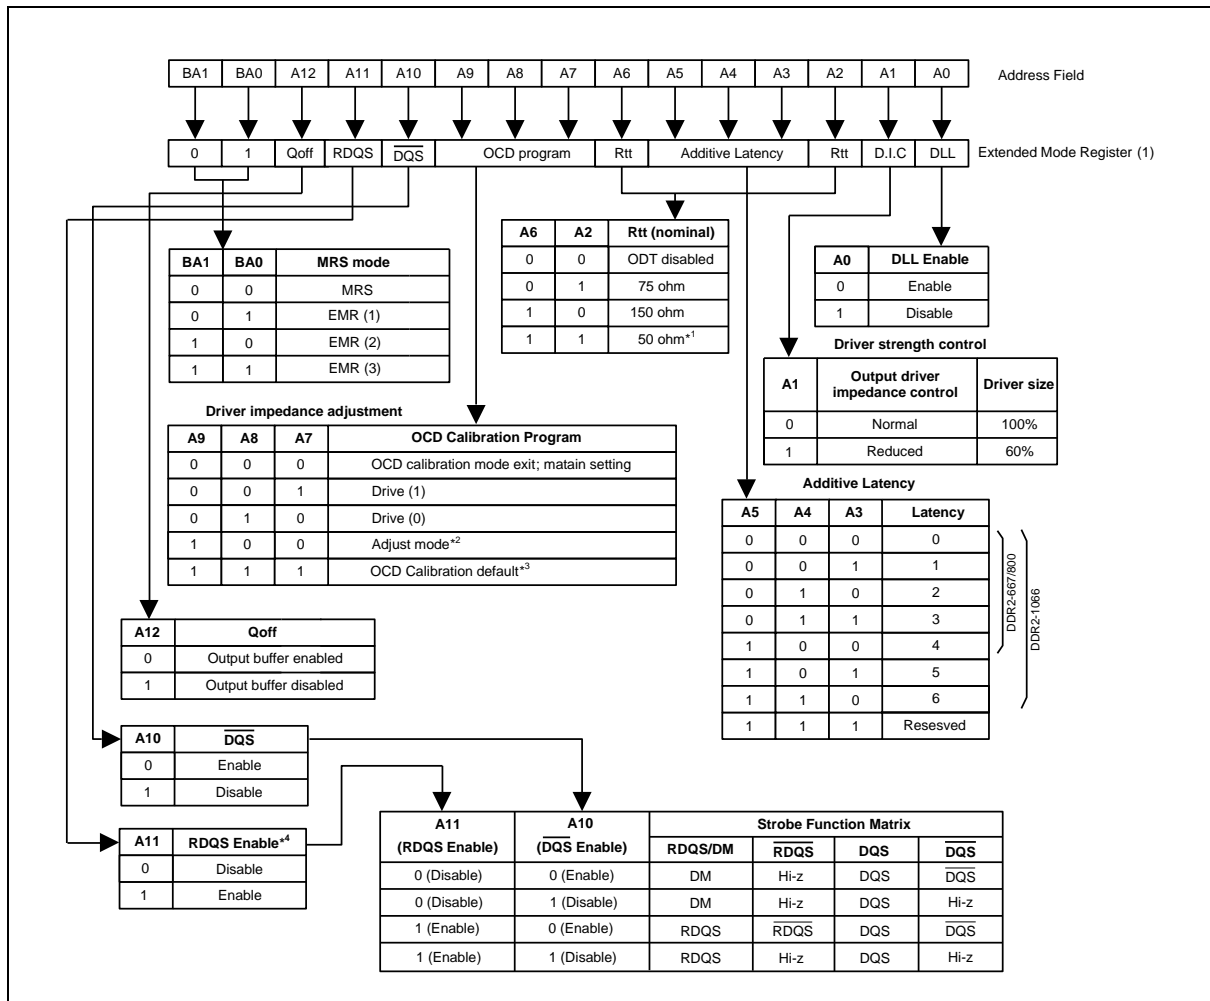 BA1 BA0 A12 A11 A10 A9 A8 A7 A6 A5 A4 A3 A2 A1 A0 Address Field
0 1 Qoff RDQS D̅Q̅S̅ OCD program Rtt Additive Latency Rtt D.I.C DLL Extended Mode Register (1)
BA1 BA0 MRS mode
0 0 MRS
0 1 EMR (1)
1 0 EMR (2)
1 1 EMR (3)
A6 A2 Rtt (nominal)
0 0 ODT disabled
0 1 75 ohm
1 0 150 ohm
1 1 50 ohm*1
A0 DLL Enable
0 Enable
1 Disable
Driver strength control
A1 Output driver impedance control Driver size
0 Normal 100%
1 Reduced 60%
Driver impedance adjustment
A9 A8 A7 OCD Calibration Program
0 0 0 OCD calibration mode exit; matain setting
0 0 1 Drive (1)
0 1 0 Drive (0)
1 0 0 Adjust mode*2
1 1 1 OCD Calibration default*3
Additive Latency
A5 A4 A3 Latency
0 0 0 0
0 0 1 1
0 1 0 2
0 1 1 3
1 0 0 4
1 0 1 5
1 1 0 6
1 1 1 Resesved
DDR2-667/800
DDR2-1066
A12 Qoff
0 Output buffer enabled
1 Output buffer disabled
A10 D̅Q̅S̅
0 Enable
1 Disable
A11 RDQS Enable*4
0 Disable
1 Enable
A11 (RDQS Enable) A10 (D̅Q̅S̅ Enable) Strobe Function Matrix
RDQS/DM R̅D̅Q̅S̅ DQS D̅Q̅S̅
0 (Disable) 0 (Enable) DM Hi-z DQS D̅Q̅S̅
0 (Disable) 1 (Disable) DM Hi-z DQS Hi-z
1 (Enable) 0 (Enable) RDQS R̅D̅Q̅S̅ DQS D̅Q̅S̅
1 (Enable) 1 (Disable) RDQS Hi-z DQS Hi-z